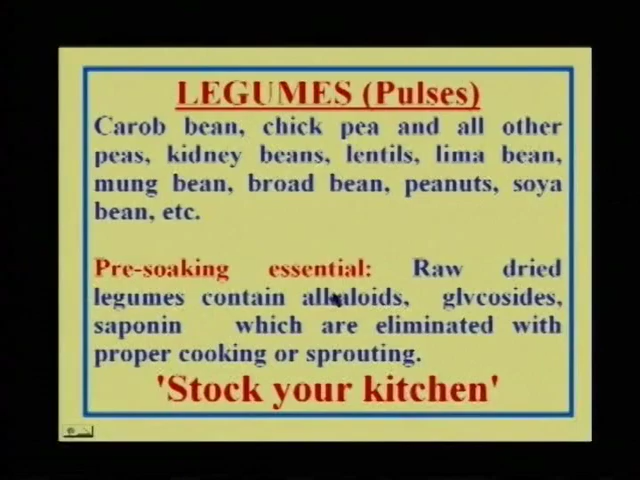 LEGUMES (Pulses)
Carob bean, chick pea and all other
peas, kidney beans, lentils, lima bean,
mung bean, broad bean, peanuts, soya
bean, etc.
Pre-soaking essential: Raw dried
legumes contain alkaloids, glycosides,
saponin which are eliminated with
proper cooking or sprouting.
'Stock your kitchen'